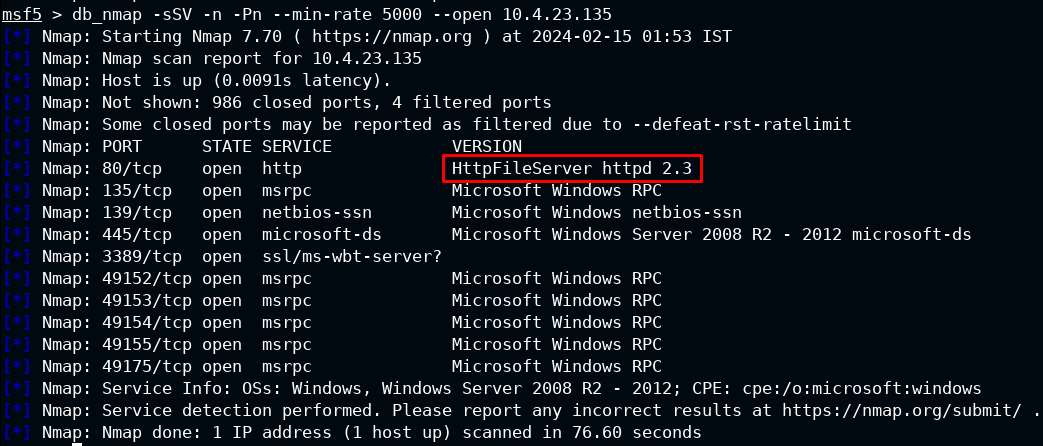 msf5 > db_nmap -sSV -n -Pn --min-rate 5000 --open 10.4.23.135
[*] Nmap: Starting Nmap 7.70 ( https://nmap.org ) at 2024-02-15 01:53 IST
[*] Nmap: Nmap scan report for 10.4.23.135
[*] Nmap: Host is up (0.0091s latency).
[*] Nmap: Not shown: 986 closed ports, 4 filtered ports
[*] Nmap: Some closed ports may be reported as filtered due to --defeat-rst-ratelimit
[*] Nmap: PORT      STATE SERVICE            VERSION
[*] Nmap: 80/tcp    open  http               HttpFileServer httpd 2.3
[*] Nmap: 135/tcp   open  msrpc              Microsoft Windows RPC
[*] Nmap: 139/tcp   open  netbios-ssn        Microsoft Windows netbios-ssn
[*] Nmap: 445/tcp   open  microsoft-ds       Microsoft Windows Server 2008 R2 - 2012 microsoft-ds
[*] Nmap: 3389/tcp  open  ssl/ms-wbt-server?
[*] Nmap: 49152/tcp open  msrpc              Microsoft Windows RPC
[*] Nmap: 49153/tcp open  msrpc              Microsoft Windows RPC
[*] Nmap: 49154/tcp open  msrpc              Microsoft Windows RPC
[*] Nmap: 49155/tcp open  msrpc              Microsoft Windows RPC
[*] Nmap: 49175/tcp open  msrpc              Microsoft Windows RPC
[*] Nmap: Service Info: OSs: Windows, Windows Server 2008 R2 - 2012; CPE: cpe:/o:microsoft:windows
[*] Nmap: Service detection performed. Please report any incorrect results at https://nmap.org/submit/ .
[*] Nmap: Nmap done: 1 IP address (1 host up) scanned in 76.60 seconds